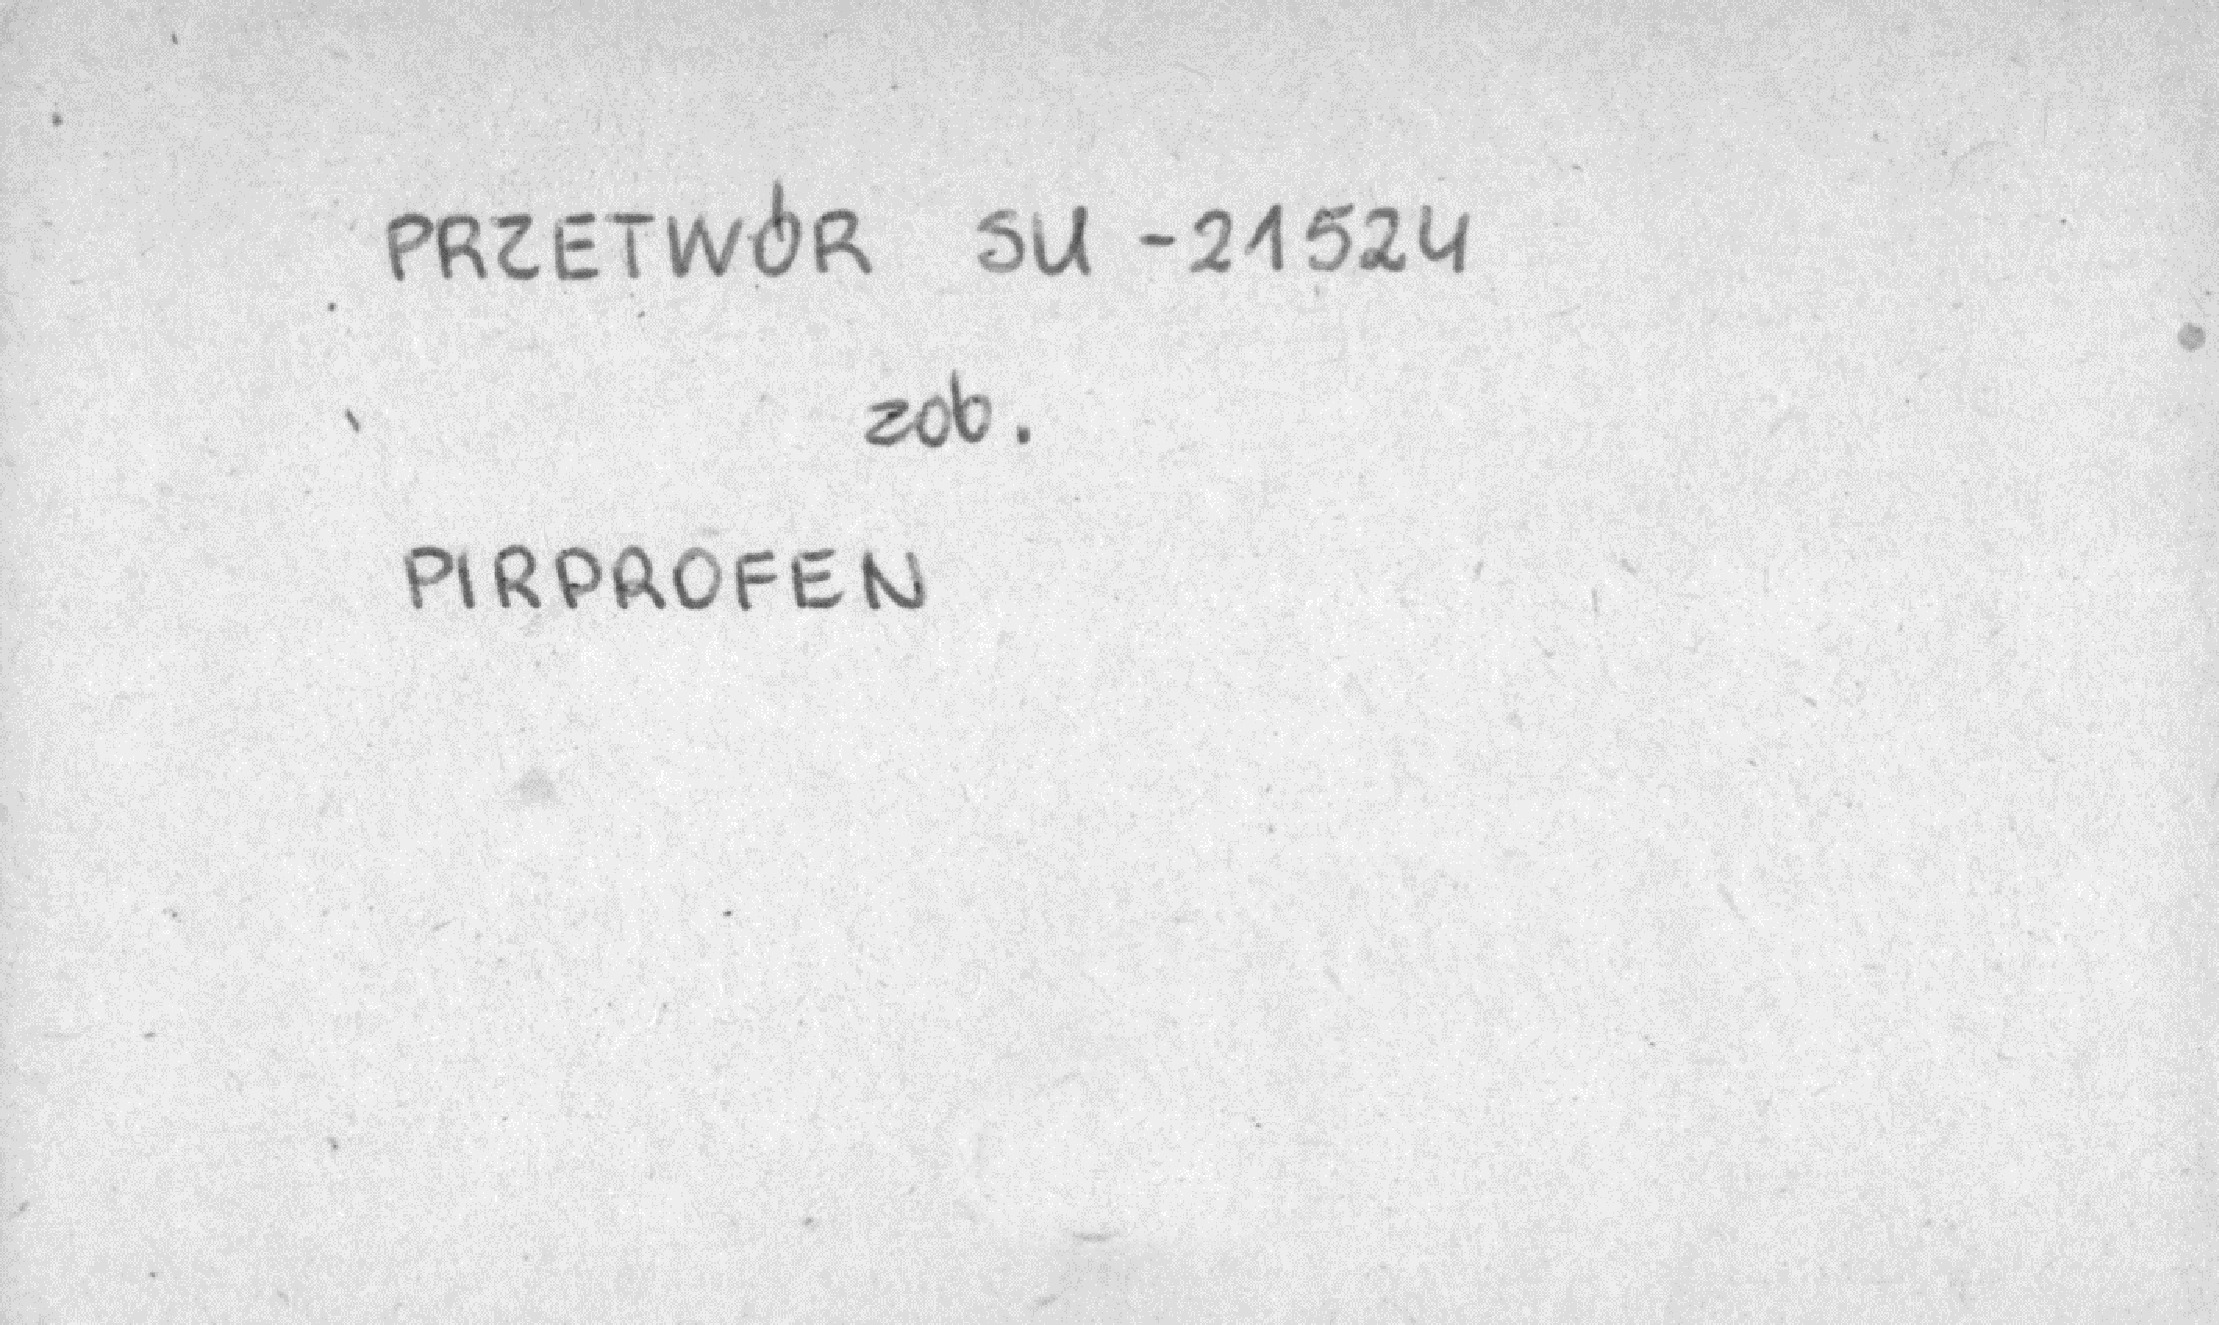 PRZETWÓR SU -21524
zob.
PIRPROFEN